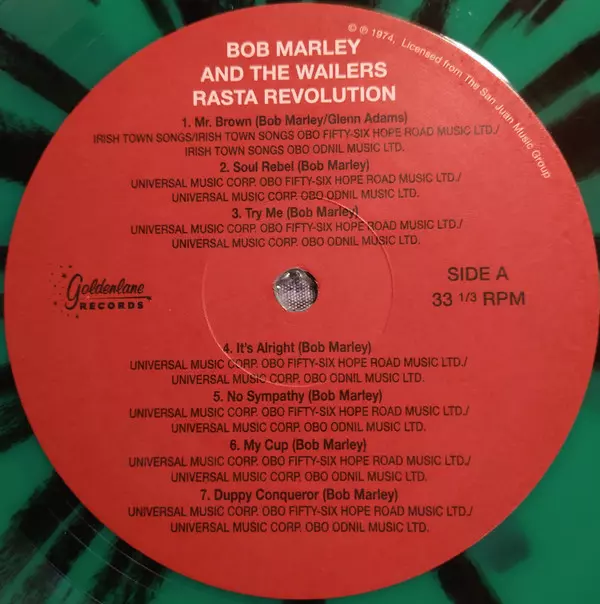 © ℗ 1974, Licensed from The San Juan Music Group
BOB MARLEY
AND THE WAILERS
RASTA REVOLUTION
1. Mr. Brown (Bob Marley/Glenn Adams)
IRISH TOWN SONGS/IRISH TOWN SONGS OBO FIFTY-SIX HOPE ROAD MUSIC LTD./
IRISH TOWN SONGS OBO ODNIL MUSIC LTD.
2. Soul Rebel (Bob Marley)
UNIVERSAL MUSIC CORP. OBO FIFTY-SIX HOPE ROAD MUSIC LTD./
UNIVERSAL MUSIC CORP. OBO ODNIL MUSIC LTD.
3. Try Me (Bob Marley)
UNIVERSAL MUSIC CORP. OBO FIFTY-SIX HOPE ROAD MUSIC LTD./
UNIVERSAL MUSIC CORP. OBO ODNIL MUSIC LTD.
Goldenlane
RECORDS
SIDE A
33 1/3 RPM
4. It's Alright (Bob Marley)
UNIVERSAL MUSIC CORP. OBO FIFTY-SIX HOPE ROAD MUSIC LTD./
UNIVERSAL MUSIC CORP. OBO ODNIL MUSIC LTD.
5. No Sympathy (Bob Marley)
UNIVERSAL MUSIC CORP. OBO FIFTY-SIX HOPE ROAD MUSIC LTD./
UNIVERSAL MUSIC CORP. OBO ODNIL MUSIC LTD.
6. My Cup (Bob Marley)
UNIVERSAL MUSIC CORP. OBO FIFTY-SIX HOPE ROAD MUSIC LTD./
UNIVERSAL MUSIC CORP. OBO ODNIL MUSIC LTD.
7. Duppy Conqueror (Bob Marley)
UNIVERSAL MUSIC CORP. OBO FIFTY-SIX HOPE ROAD MUSIC LTD./
UNIVERSAL MUSIC CORP. OBO ODNIL MUSIC LTD.